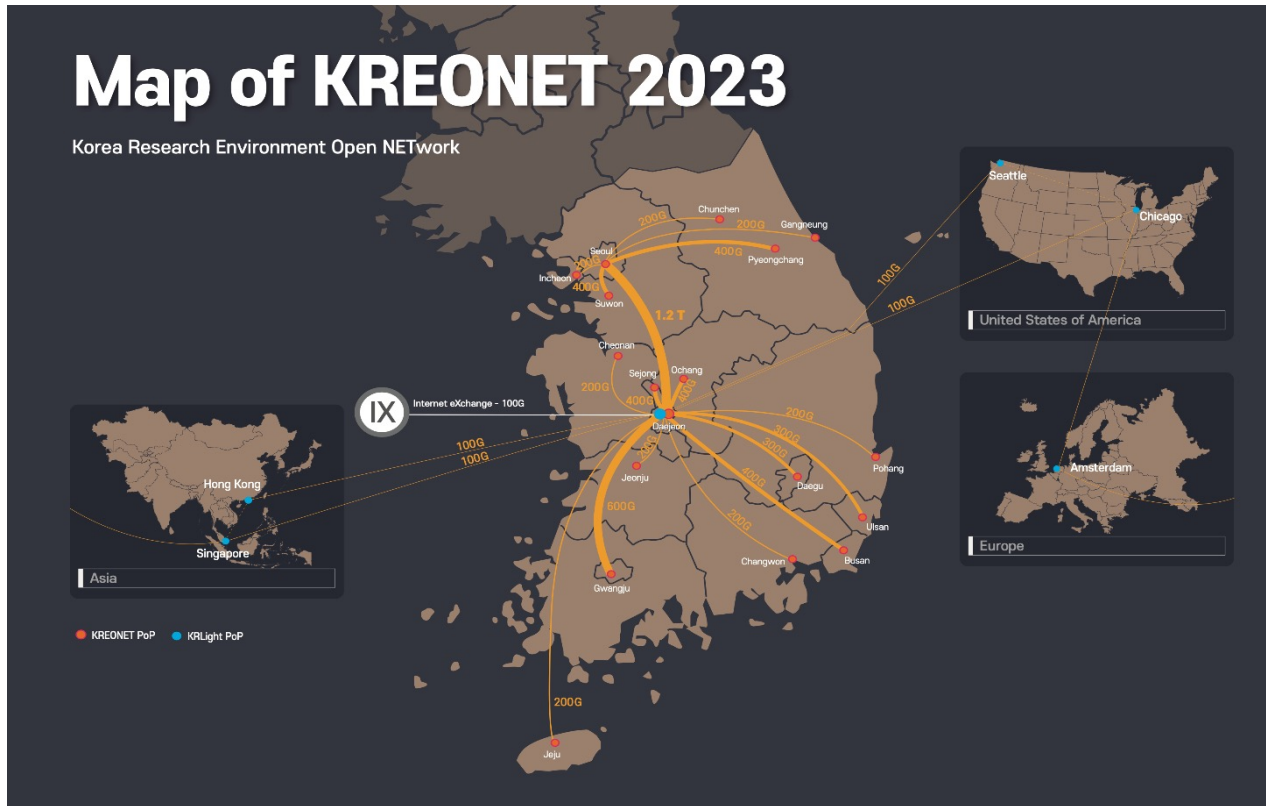 Map of KREONET 2023
Korea Research Environment Open NETwork
Chunchen
200G
200G
Gangneung
400G
Pyeongchang
Seoul
Incheon
400G
Suwon
1.2 T
Cheonan
Sejong
Ochang
200G
400G
400G
Daejeon
IX
Internet eXchange - 100G
100G
100G
200G
300G
300G
400G
200G
Pohang
Daegu
Ulsan
Busan
Changwon
Jeonju
600G
Gwangju
200G
Jeju
100G
100G
Seattle
Chicago
United States of America
Amsterdam
Europe
Hong Kong
Singapore
Asia
KREONET PoP
KRLight PoP